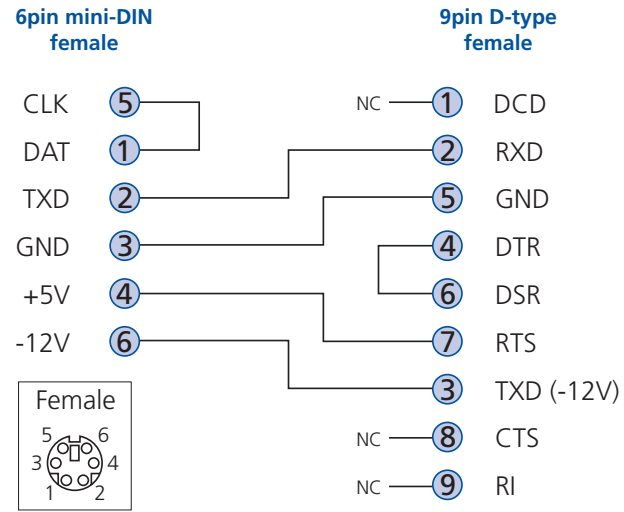 6pin mini-DIN
female
9pin D-type
female
CLK 5
NC 1 DCD
DAT 1
2 RXD
TXD 2
5 GND
GND 3
4 DTR
+5V 4
6 DSR
-12V 6
7 RTS
3 TXD (-12V)
NC 8 CTS
NC 9 RI
Female
5 6
3 4
1 2